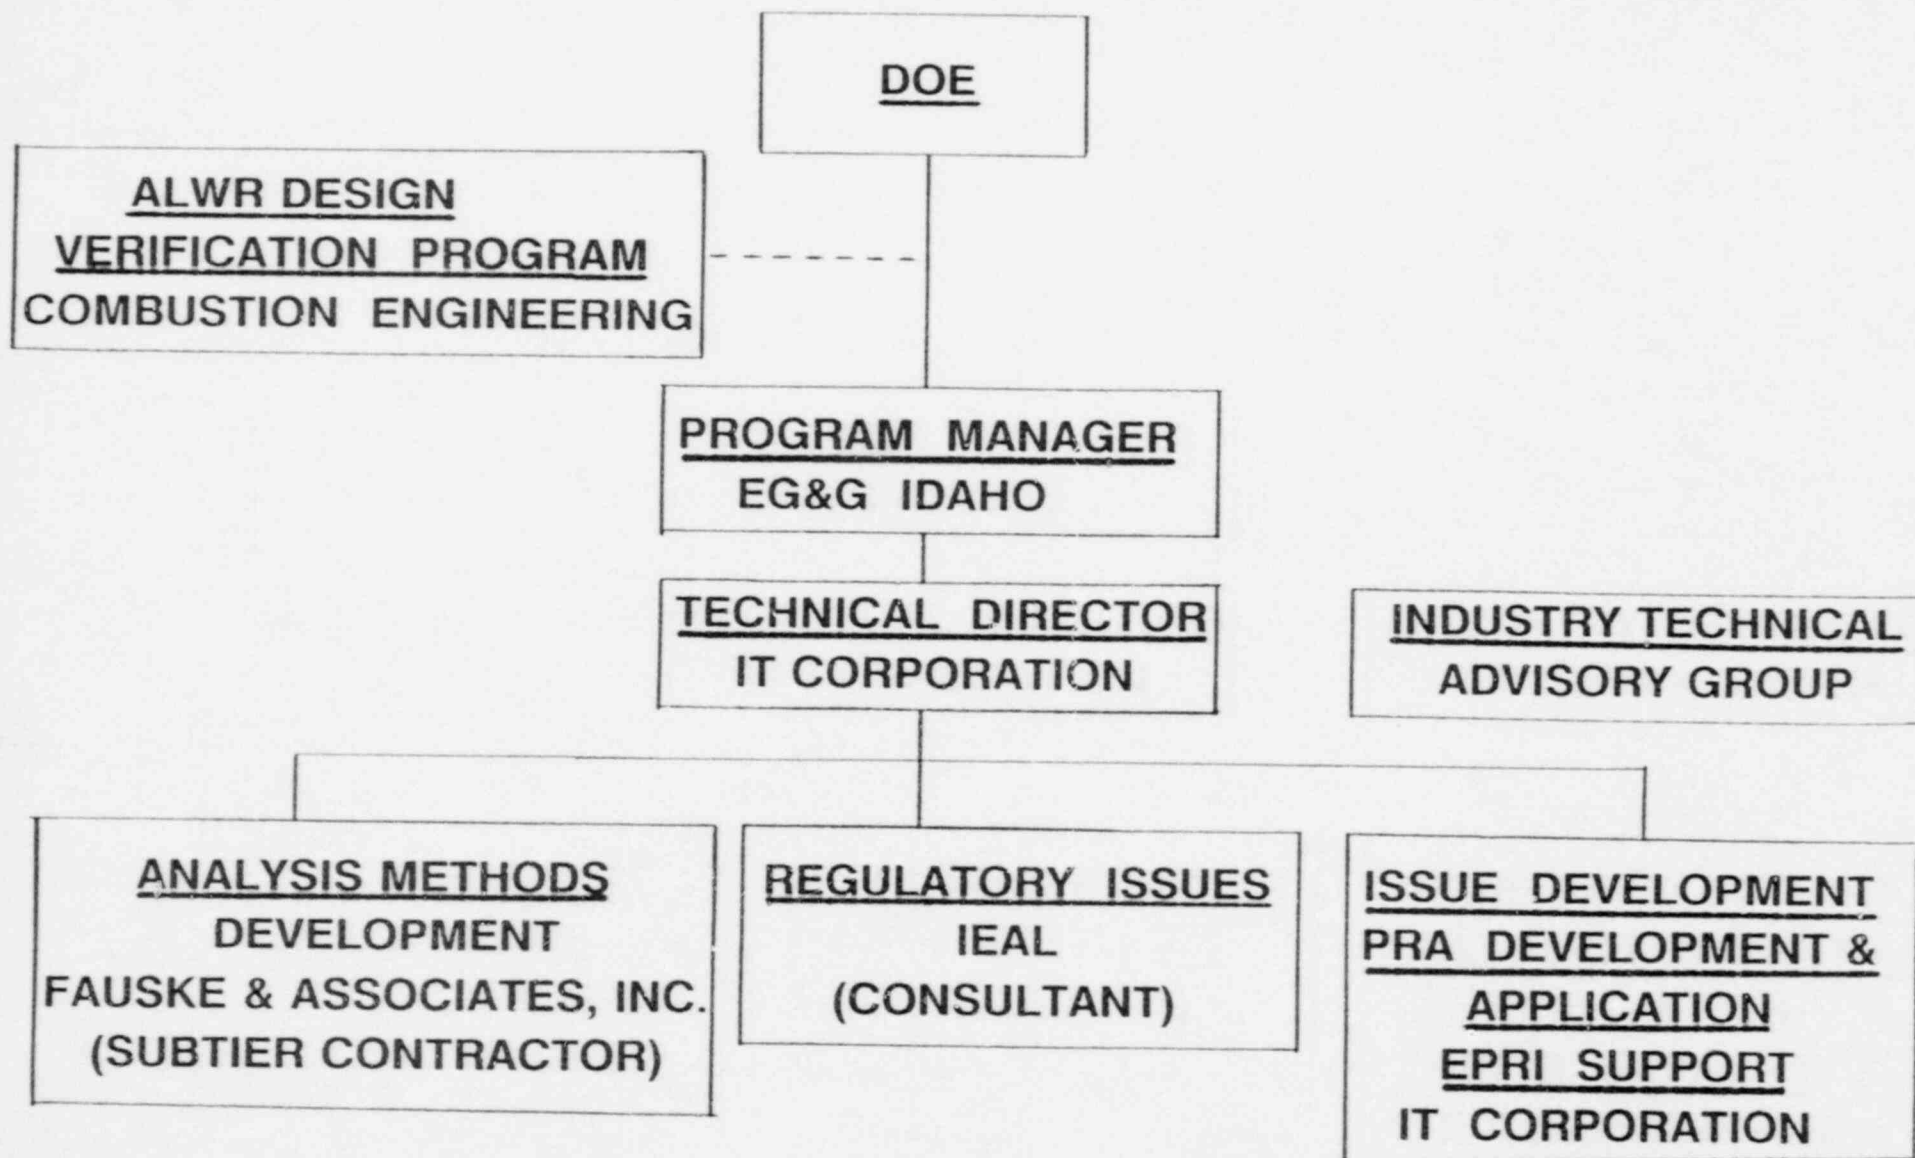 DOE
ALWR DESIGN
VERIFICATION PROGRAM
COMBUSTION ENGINEERING
PROGRAM MANAGER
EG&G IDAHO
TECHNICAL DIRECTOR
IT CORPORATION
INDUSTRY TECHNICAL
ADVISORY GROUP
ANALYSIS METHODS
DEVELOPMENT
FAUSKE & ASSOCIATES, INC.
(SUBTIER CONTRACTOR)
REGULATORY ISSUES
IEAL
(CONSULTANT)
ISSUE DEVELOPMENT
PRA DEVELOPMENT &
APPLICATION
EPRI SUPPORT
IT CORPORATION